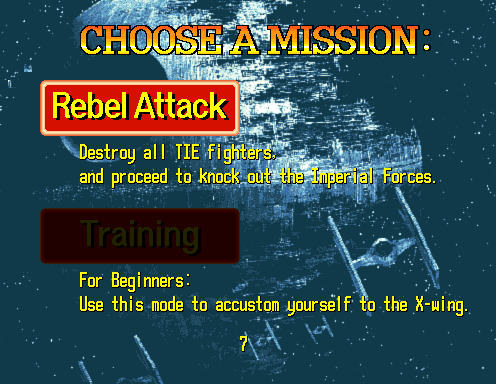 CHOOSE A MISSION:
Rebel Attack
Destroy all TIE fighters,
and proceed to knock out the Imperial Forces.
Training
For Beginners:
Use this mode to accustom yourself to the X-wing.
7